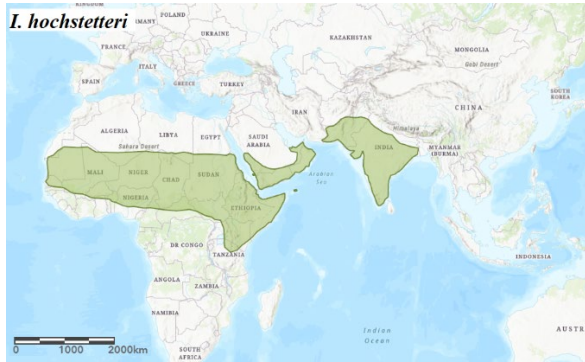 I. hochstetteri
POLAND
GERMANY
UKRAINE
KAZAKHSTAN
FRANCE
MONGOLIA
ITALY
Gobi Desert
SPAIN
GREECE
TURKEY
SOUTH
KOREA
CHINA
IRAN
Himalaya
ALGERIA
LIBYA
EGYPT
SAUDI
ARABIA
Sahara Desert
INDIA
MYANMAR
(BURMA)
MALI
NIGER
CHAD
SUDAN
Arabian
Sea
NIGERIA
ETHIOPIA
DR CONGO
TANZANIA
INDONESIA
ANGOLA
ZAMBIA
NAMIBIA
Indian
Ocean
AUSTR
SOUTH
AFRICA
0 1000 2000km